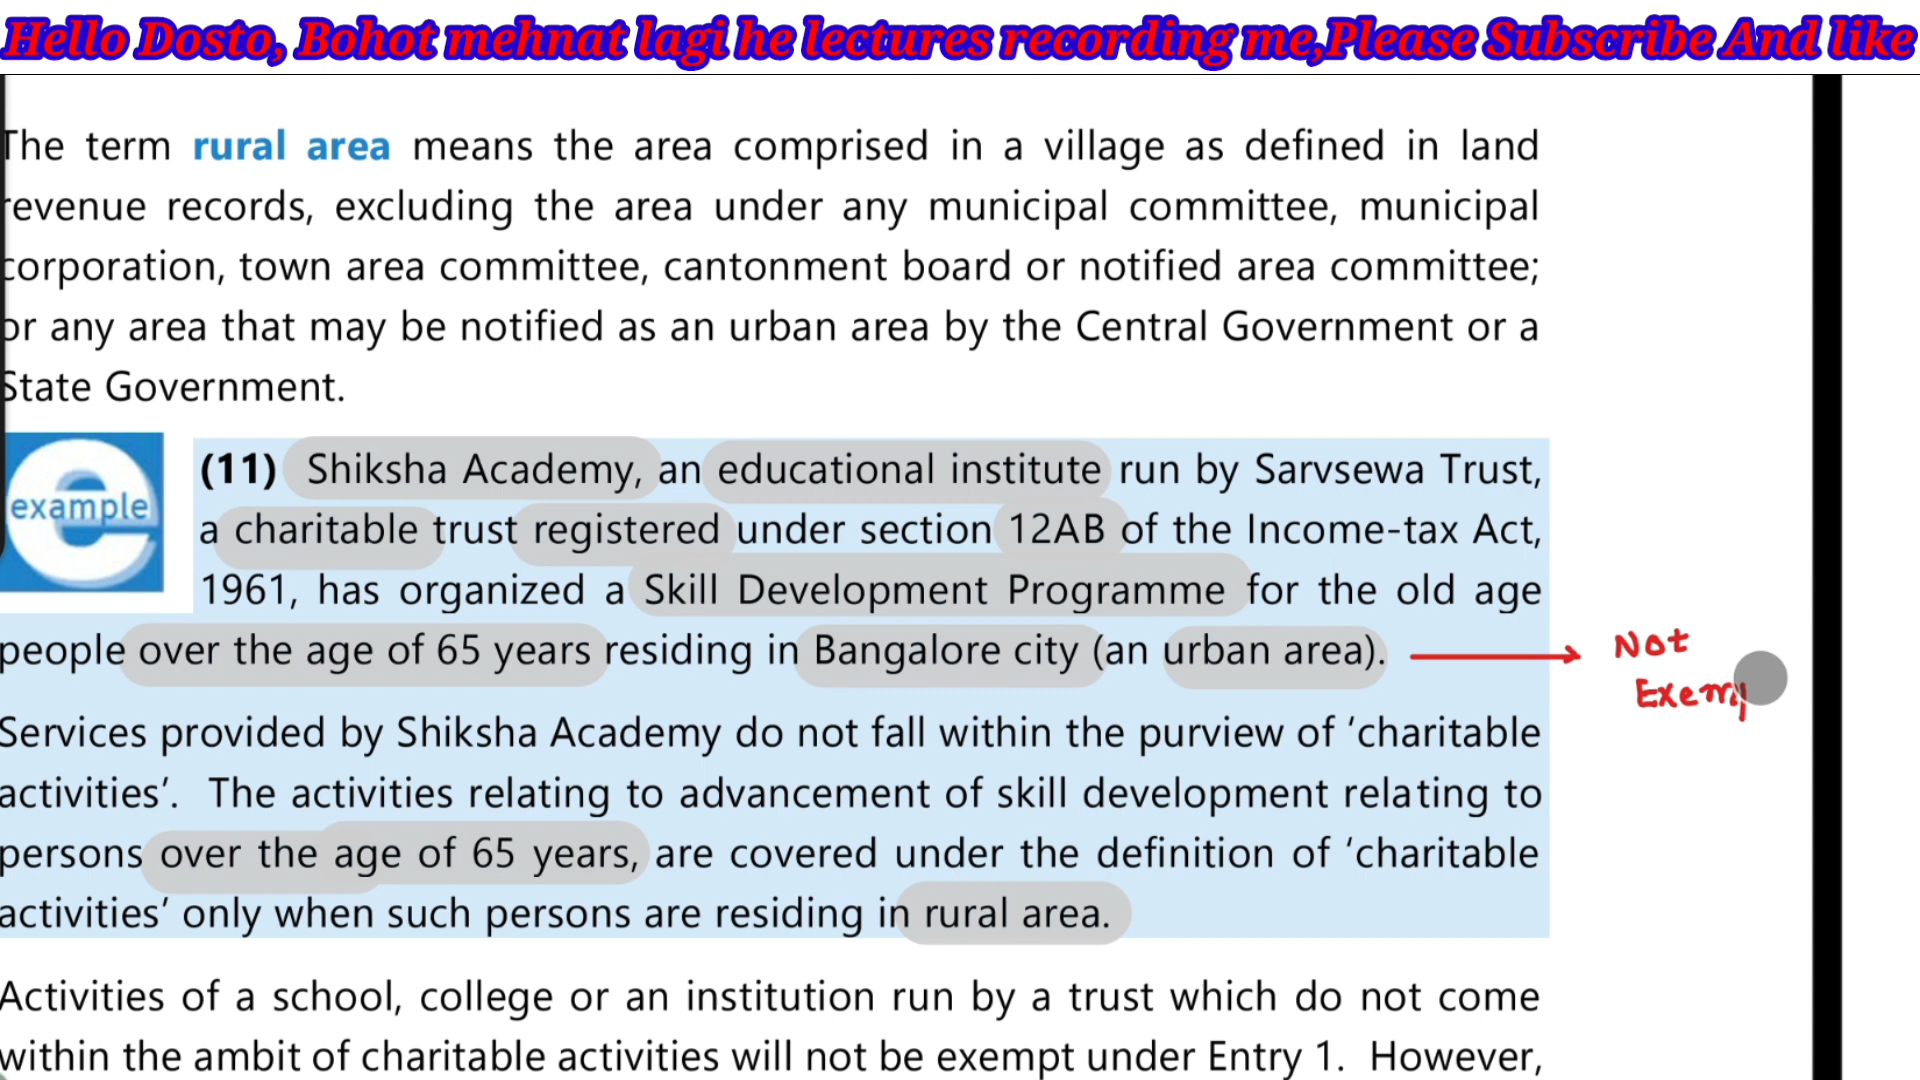 Hello Dosto, Bohot mehnat lagi he lectures recording me,Please Subscribe And like
The term rural area means the area comprised in a village as defined in land
revenue records, excluding the area under any municipal committee, municipal
corporation, town area committee, cantonment board or notified area committee;
or any area that may be notified as an urban area by the Central Government or a
State Government.
example
(11) Shiksha Academy, an educational institute run by Sarvsewa Trust,
a charitable trust registered under section 12AB of the Income-tax Act,
1961, has organized a Skill Development Programme for the old age
people over the age of 65 years residing in Bangalore city (an urban area).
Not
Exemp
Services provided by Shiksha Academy do not fall within the purview of ‘charitable
activities’. The activities relating to advancement of skill development relating to
persons over the age of 65 years, are covered under the definition of ‘charitable
activities’ only when such persons are residing in rural area.
Activities of a school, college or an institution run by a trust which do not come
within the ambit of charitable activities will not be exempt under Entry 1. However,